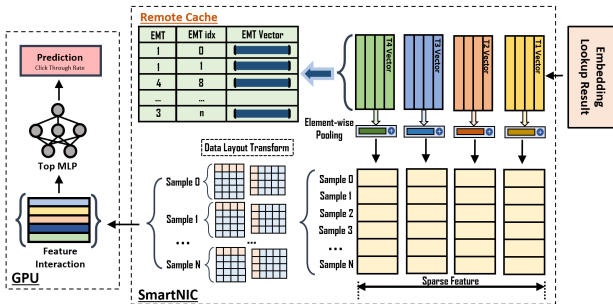 Remote Cache
EMT EMT idx EMT Vector
1 0
1 1
4 8
... ...
3 n
T4 Vector
T3 Vector
T2 Vector
T1 Vector
Embedding
Lookup Result
Element-wise
Pooling
Prediction
Click Through Rate
Top MLP
Feature
Interaction
GPU
Data Layout Transform
Sample 0
Sample 1
...
Sample N
...
Sample 0
Sample 1
Sample 2
Sample 3
...
Sample N
Sparse Feature
SmartNIC